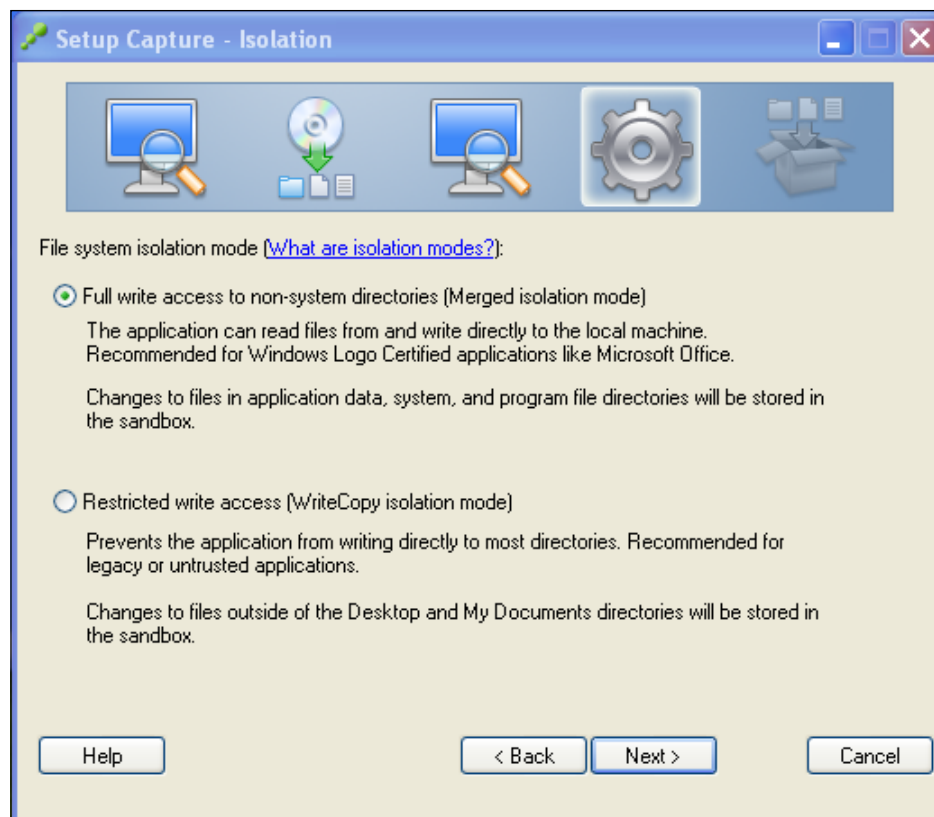 Setup Capture - Isolation
File system isolation mode (What are isolation modes?):
Full write access to non-system directories (Merged isolation mode)
The application can read files from and write directly to the local machine.
Recommended for Windows Logo Certified applications like Microsoft Office.
Changes to files in application data, system, and program file directories will be stored in
the sandbox.
Restricted write access (WriteCopy isolation mode)
Prevents the application from writing directly to most directories. Recommended for
legacy or untrusted applications.
Changes to files outside of the Desktop and My Documents directories will be stored in
the sandbox.
Help
< Back
Next >
Cancel